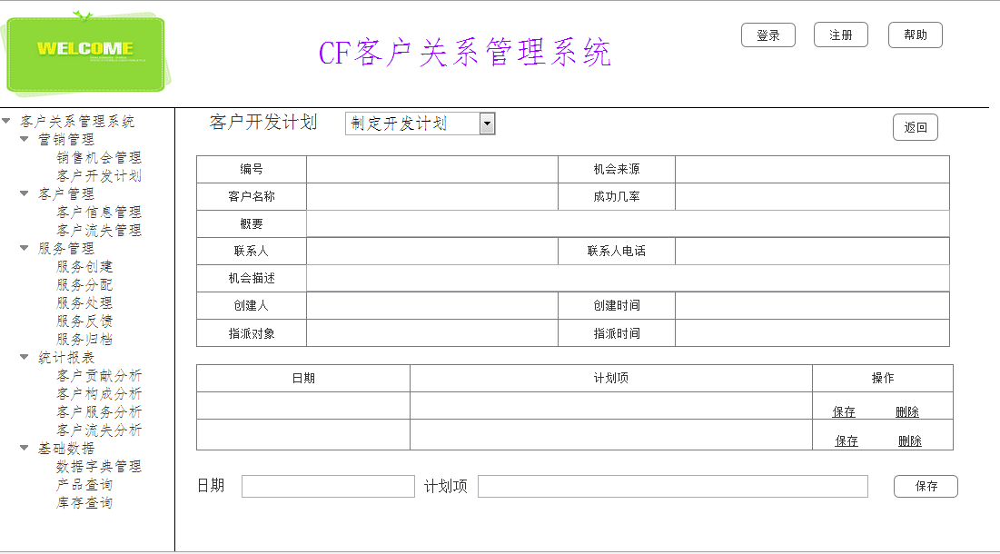 WELCOME
CF客户关系管理系统
登录 注册 帮助
客户关系管理系统
营销管理
销售机会管理
客户开发计划
客户管理
客户信息管理
客户流失管理
服务管理
服务创建
服务分配
服务处理
服务反馈
服务归档
统计报表
客户贡献分析
客户构成分析
客户服务分析
客户流失分析
基础数据
数据字典管理
产品查询
库存查询
客户开发计划 制定开发计划 返回
编号 机会来源
客户名称 成功几率
概要
联系人 联系人电话
机会描述
创建人 创建时间
指派对象 指派时间
日期 计划项 操作
保存 删除
保存 删除
日期 计划项 保存